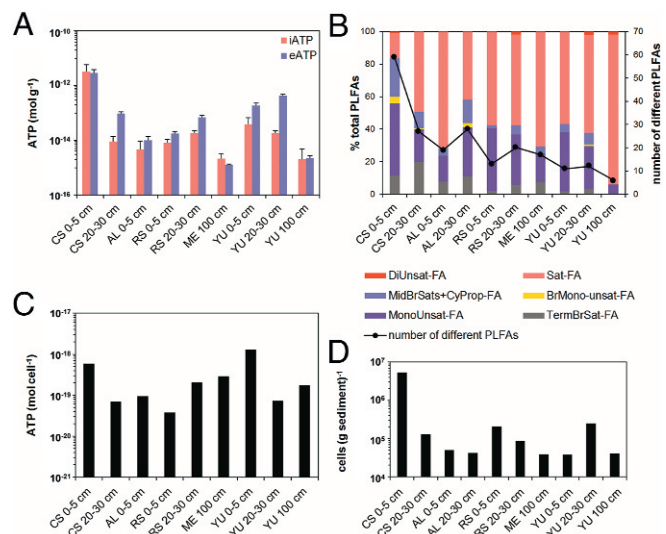 A
B
10-10
iATP
eATP
10-12
10-14
10-16
ATP (mol g-1)
CS 0-5 cm
CS 20-30 cm
AL 0-5 cm
AL 20-30 cm
RS 0-5 cm
RS 20-30 cm
ME 100 cm
YU 0-5 cm
YU 20-30 cm
YU 100 cm
100
80
60
40
20
0
% total PLFAs
70
60
50
40
30
20
10
0
number of different PLFAs
CS 0-5 cm
CS 20-30 cm
AL 0-5 cm
AL 20-30 cm
RS 0-5 cm
RS 20-30 cm
ME 100 cm
YU 0-5 cm
YU 20-30 cm
YU 100 cm
DiUnsat-FA
Sat-FA
MidBrSats+CyProp-FA
BrMono-unsat-FA
MonoUnsat-FA
TermBrSat-FA
number of different PLFAs
C
D
10-17
10-18
10-19
10-20
10-21
ATP (mol cell-1)
CS 0-5 cm
CS 20-30 cm
AL 0-5 cm
RS 0-5 cm
RS 20-30 cm
ME 100 cm
YU 0-5 cm
YU 20-30 cm
YU 100 cm
107
106
105
104
cells (g sediment)-1
CS 0-5 cm
CS 20-30 cm
AL 0-5 cm
AL 20-30 cm
RS 0-5 cm
RS 20-30 cm
ME 100 cm
YU 0-5 cm
YU 20-30 cm
YU 100 cm